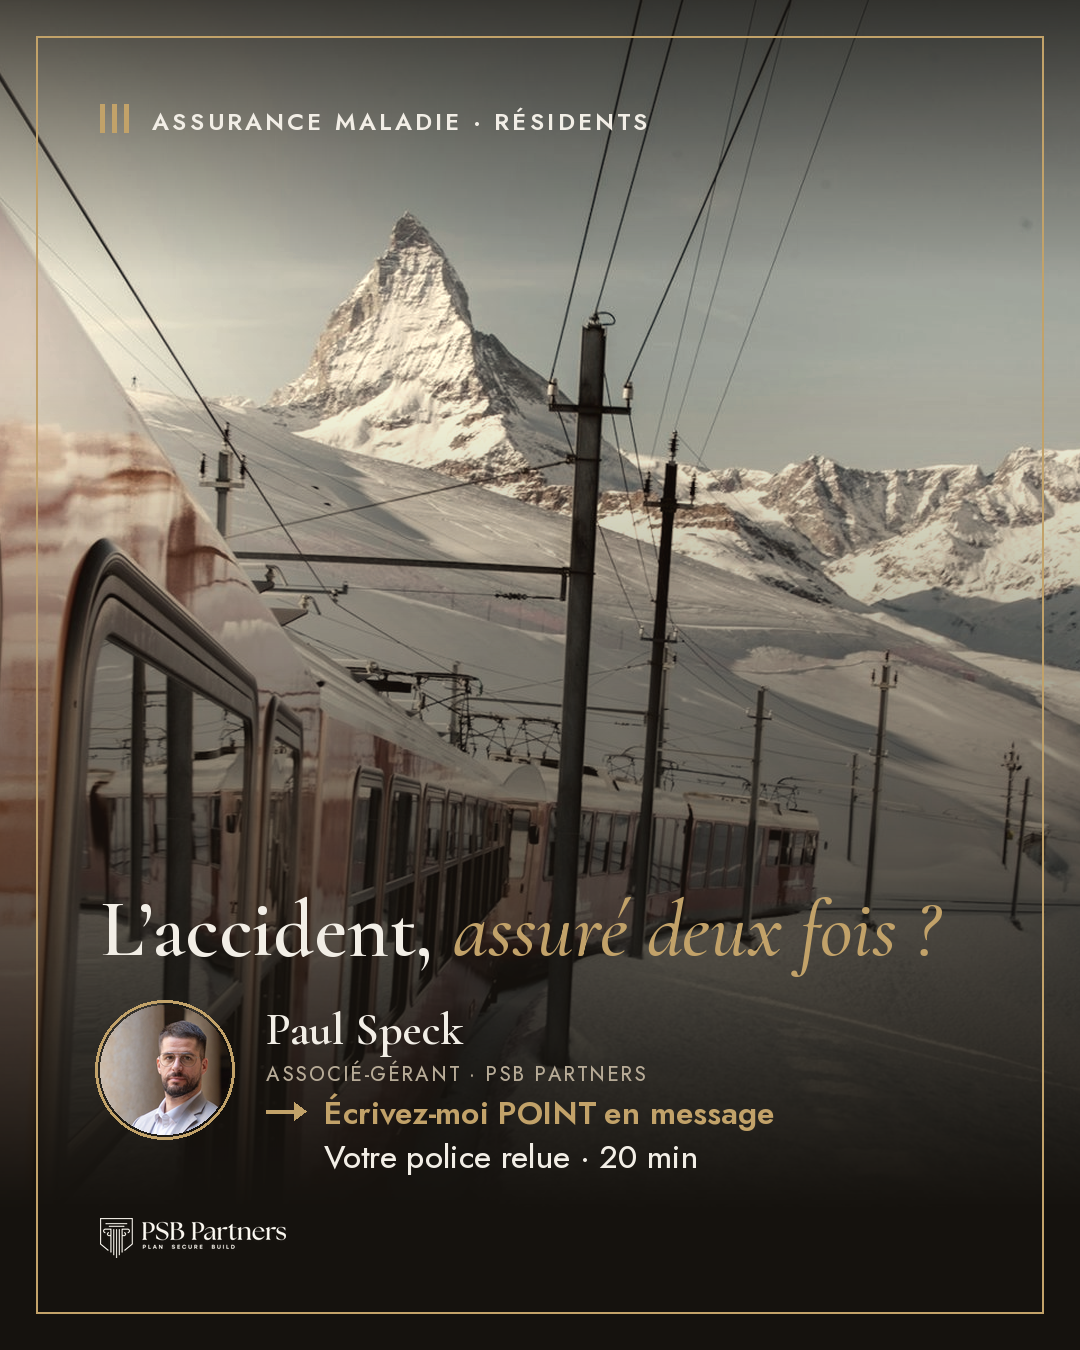 ASSURANCE MALADIE · RÉSIDENTS
L’accident, assuré deux fois ?
Paul Speck
ASSOCIÉ-GÉRANT · PSB PARTNERS
Écrivez-moi POINT en message
Votre police relue · 20 min
PSB Partners
PLAN SECURE BUILD